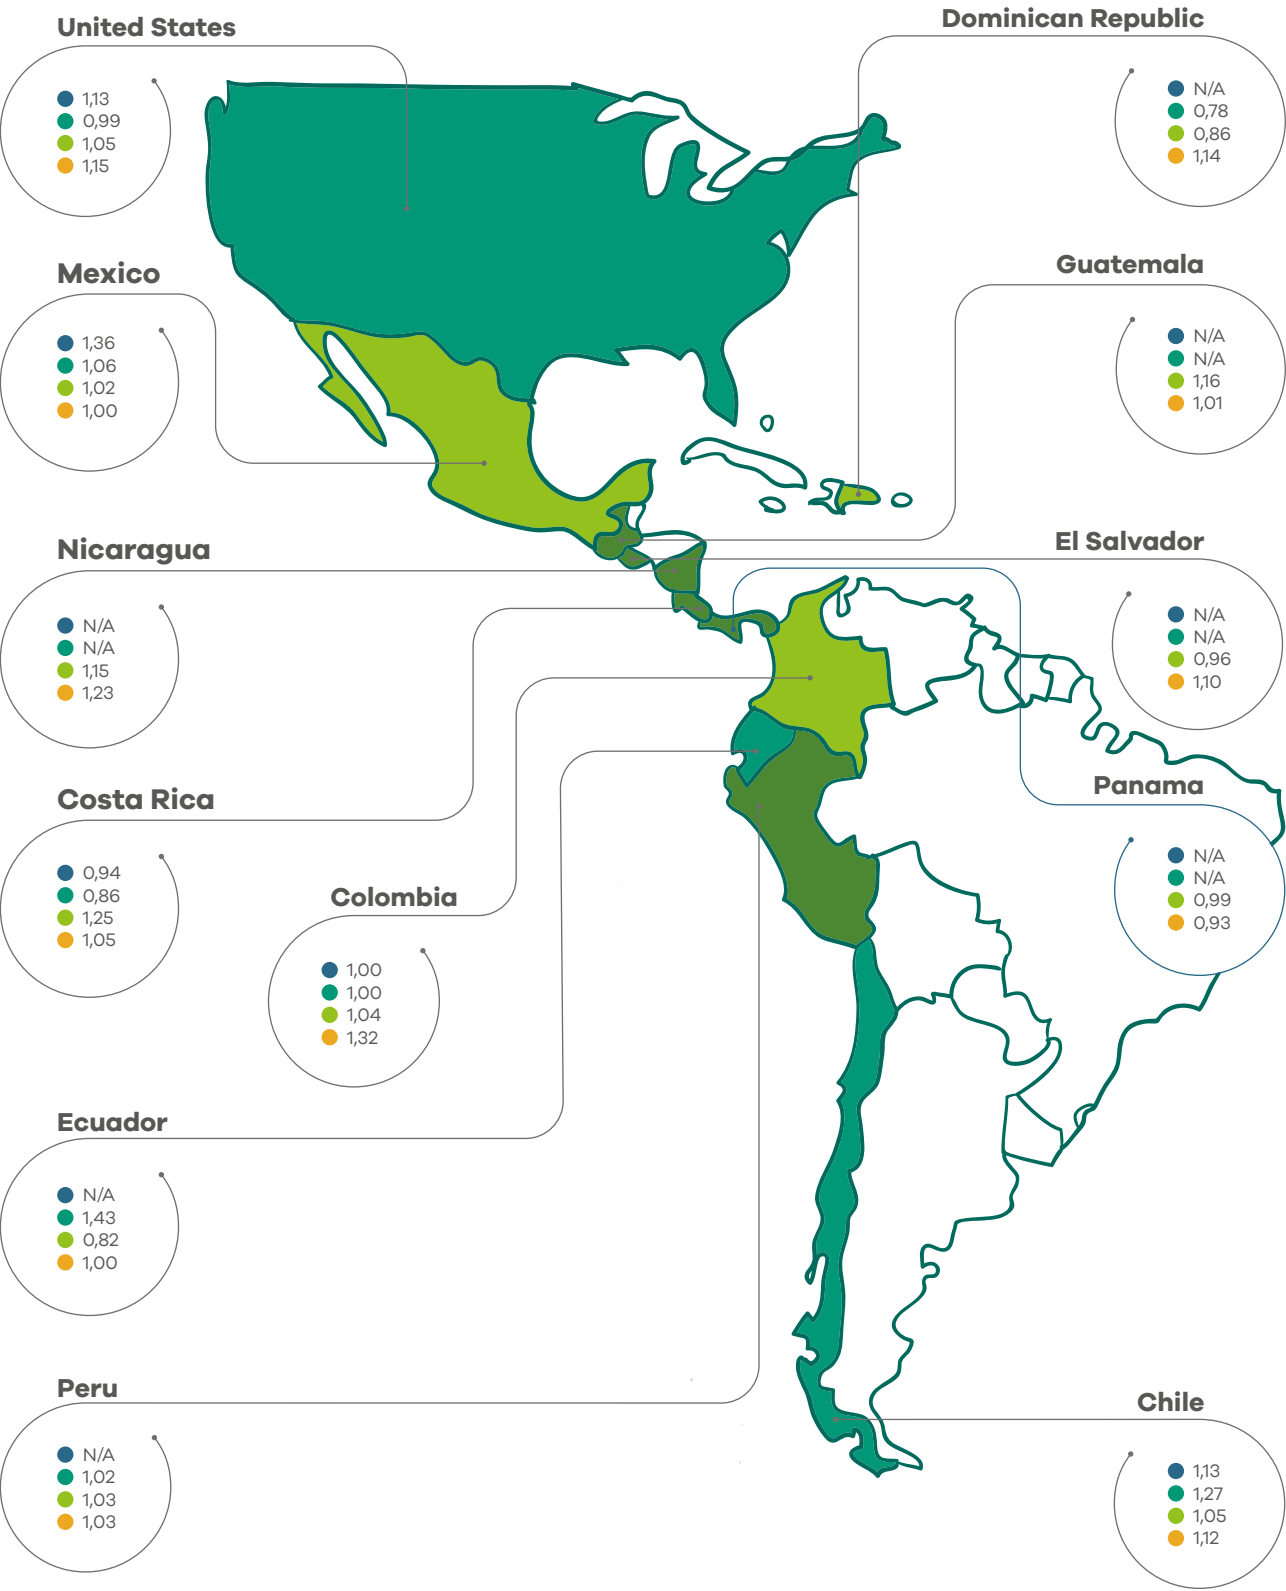 United States
1,13
0,99
1,05
1,15
Dominican Republic
N/A
0,78
0,86
1,14
Mexico
1,36
1,06
1,02
1,00
Guatemala
N/A
N/A
1,16
1,01
Nicaragua
N/A
N/A
1,15
1,23
El Salvador
N/A
N/A
0,96
1,10
Costa Rica
0,94
0,86
1,25
1,05
Panama
N/A
N/A
0,99
0,93
Colombia
1,00
1,00
1,04
1,32
Ecuador
N/A
1,43
0,82
1,00
Peru
N/A
1,02
1,03
1,03
Chile
1,13
1,27
1,05
1,12